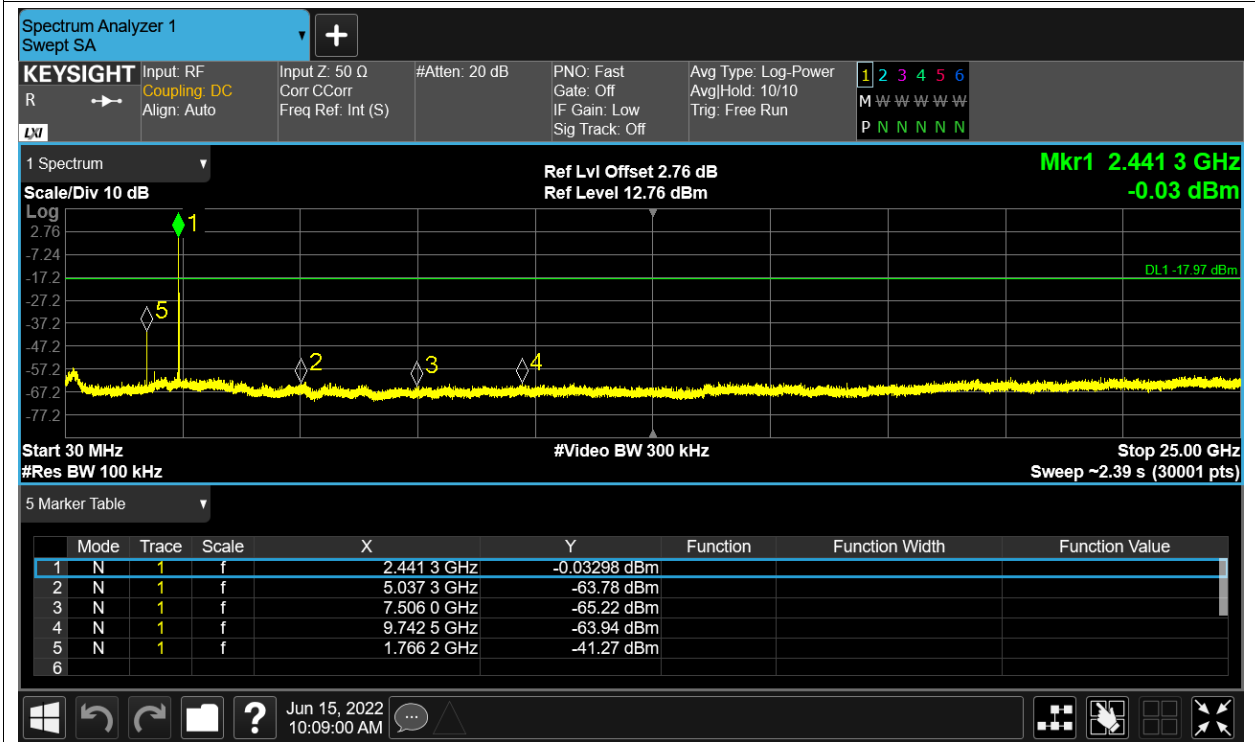 Spectrum Analyzer 1
Swept SA
+
KEYSIGHT
R
LXI
Input: RF
Coupling: DC
Align: Auto
Input Z: 50 Ω
Corr CCorr
Freq Ref: Int (S)
#Atten: 20 dB
PNO: Fast
Gate: Off
IF Gain: Low
Sig Track: Off
Avg Type: Log-Power
Avg|Hold: 10/10
Trig: Free Run
1 2 3 4 5 6
M W W W W W
P N N N N N
1 Spectrum
Scale/Div 10 dB
Ref Lvl Offset 2.76 dB
Ref Level 12.76 dBm
Mkr1 2.441 3 GHz
-0.03 dBm
Log
2.76
-7.24
-17.2
-27.2
-37.2
-47.2
-57.2
-67.2
-77.2
1
5
2
3
4
DL1 -17.97 dBm
Start 30 MHz
#Res BW 100 kHz
#Video BW 300 kHz
Stop 25.00 GHz
Sweep ~2.39 s (30001 pts)
5 Marker Table
Mode Trace Scale X Y Function Function Width Function Value
1 N 1 f 2.441 3 GHz -0.03298 dBm
2 N 1 f 5.037 3 GHz -63.78 dBm
3 N 1 f 7.506 0 GHz -65.22 dBm
4 N 1 f 9.742 5 GHz -63.94 dBm
5 N 1 f 1.766 2 GHz -41.27 dBm
6
?
Jun 15, 2022
10:09:00 AM